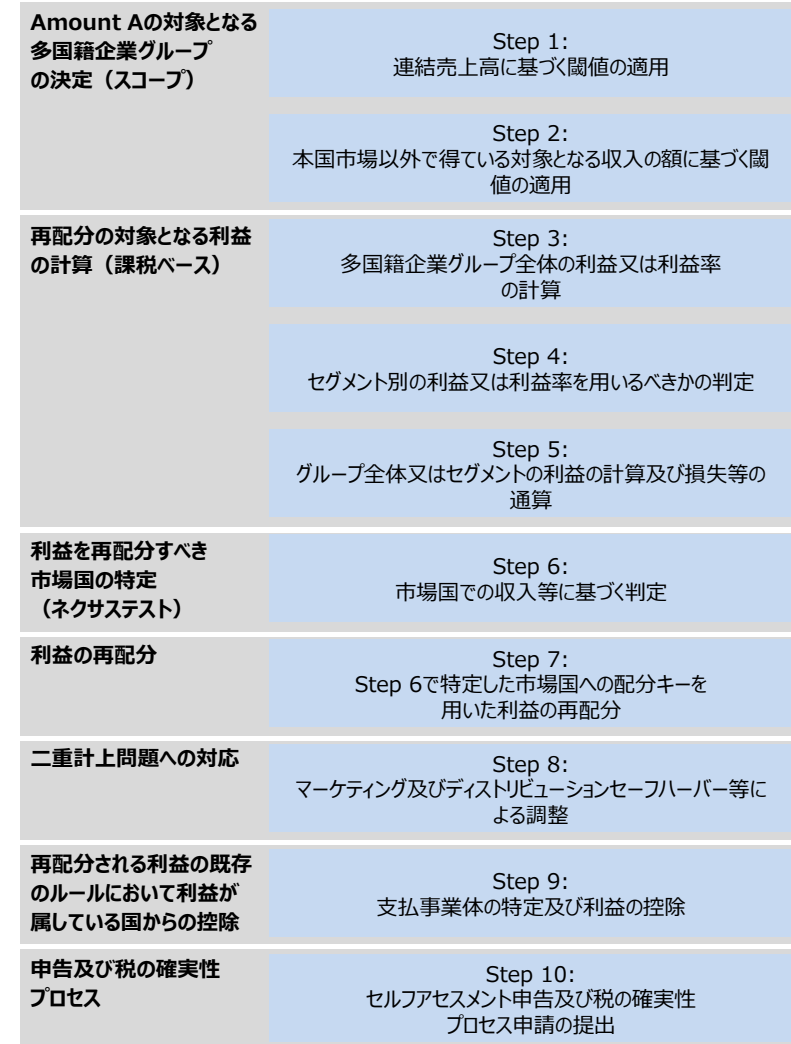 Amount Aの対象となる
多国籍企業グループ
の決定（スコープ）
Step 1:
連結売上高に基づく閾値の適用
Step 2:
本国市場以外で得ている対象となる収入の額に基づく閾
値の適用
再配分の対象となる利益
の計算（課税ベース）
Step 3:
多国籍企業グループ全体の利益又は利益率
の計算
Step 4:
セグメント別の利益又は利益率を用いるべきかの判定
Step 5:
グループ全体又はセグメントの利益の計算及び損失等の
通算
利益を再配分すべき
市場国の特定
（ネクサステスト）
Step 6:
市場国での収入等に基づく判定
利益の再配分
Step 7:
Step 6で特定した市場国への配分キーを
用いた利益の再配分
二重計上問題への対応
Step 8:
マーケティング及びディストリビューションセーフハーバー等に
よる調整
再配分される利益の既存
のルールにおいて利益が
属している国からの控除
Step 9:
支払事業体の特定及び利益の控除
申告及び税の確実性
プロセス
Step 10:
セルフアセスメント申告及び税の確実性
プロセス申請の提出